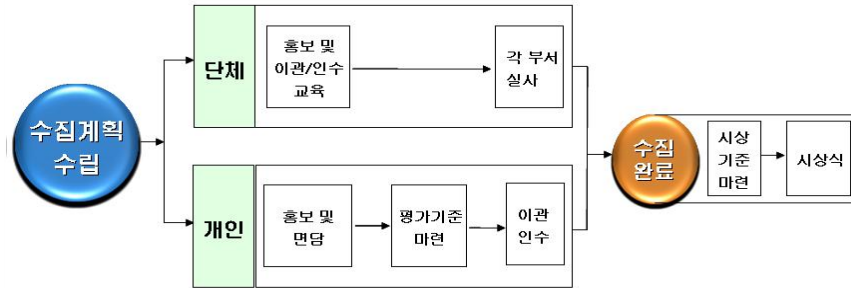 수집계획
수립
단체
홍보 및
이관/인수
교육
각 부서
실사
개인
홍보 및
면담
평가기준
마련
이관
인수
수집
완료
시상
기준
마련
시상식